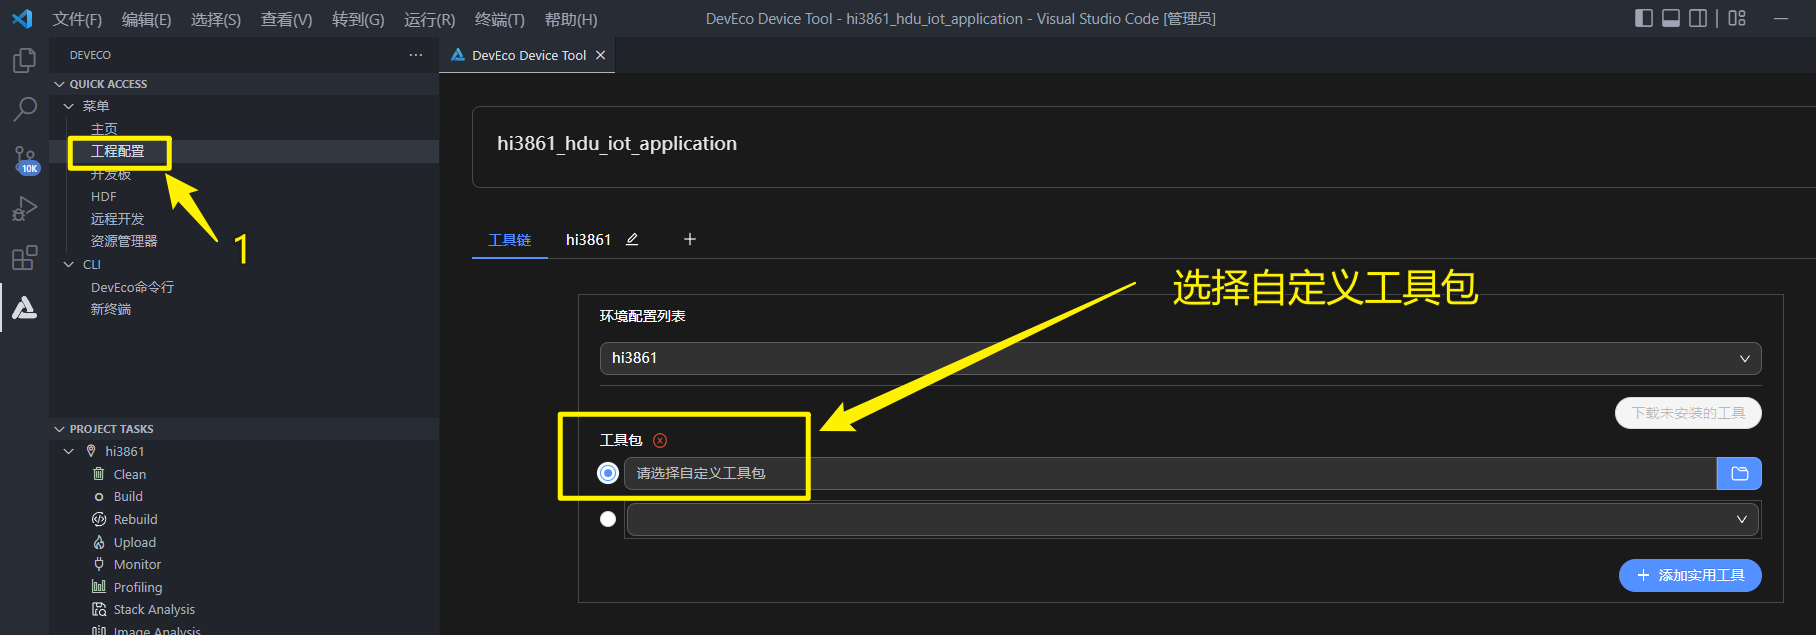 文件(F) 编辑(E) 选择(S) 查看(V) 转到(G) 运行(R) 终端(T) 帮助(H) DevEco Device Tool - hi3861_hdu_iot_application - Visual Studio Code [管理员]
DEVECO
DevEco Device Tool
QUICK ACCESS
菜单
主页
工程配置
开发板
HDF
远程开发
资源管理器
CLI
DevEco命令行
新终端
10K
1
PROJECT TASKS
hi3861
Clean
Build
Rebuild
Upload
Monitor
Profiling
Stack Analysis
Image Analysis
hi3861_hdu_iot_application
工具链 hi3861
选择自定义工具包
环境配置列表
hi3861
下载未安装的工具
工具包
请选择自定义工具包
添加实用工具